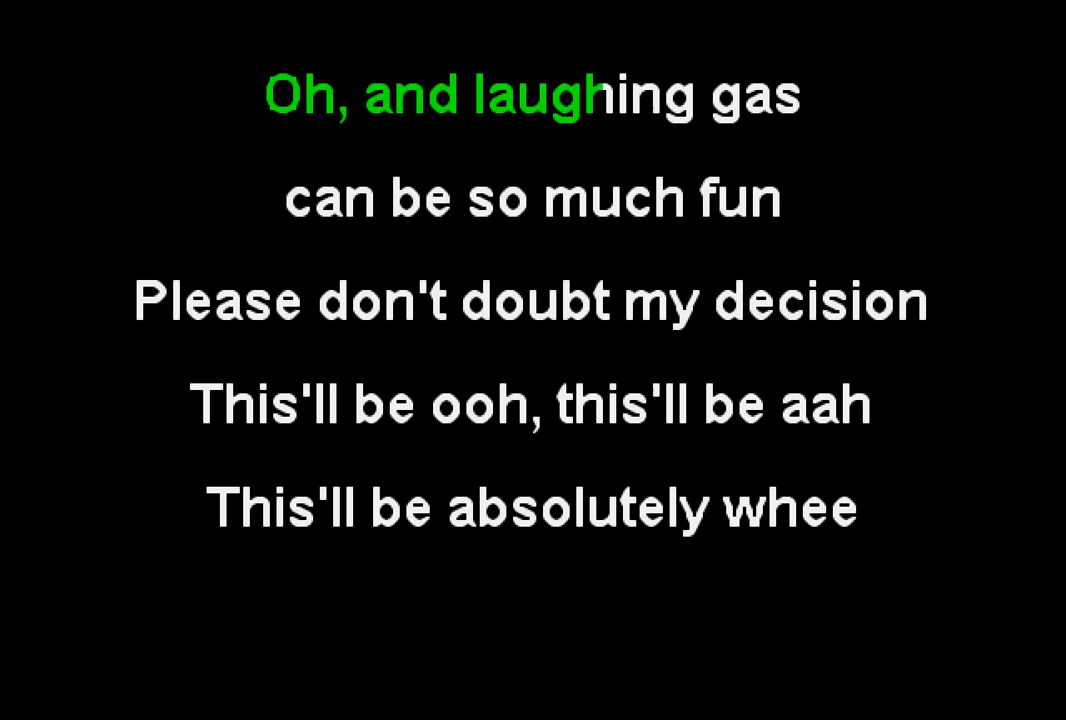 Oh, and laughing gas
can be so much fun
Please don't doubt my decision
This'll be ooh, this'll be aah
This'll be absolutely whee